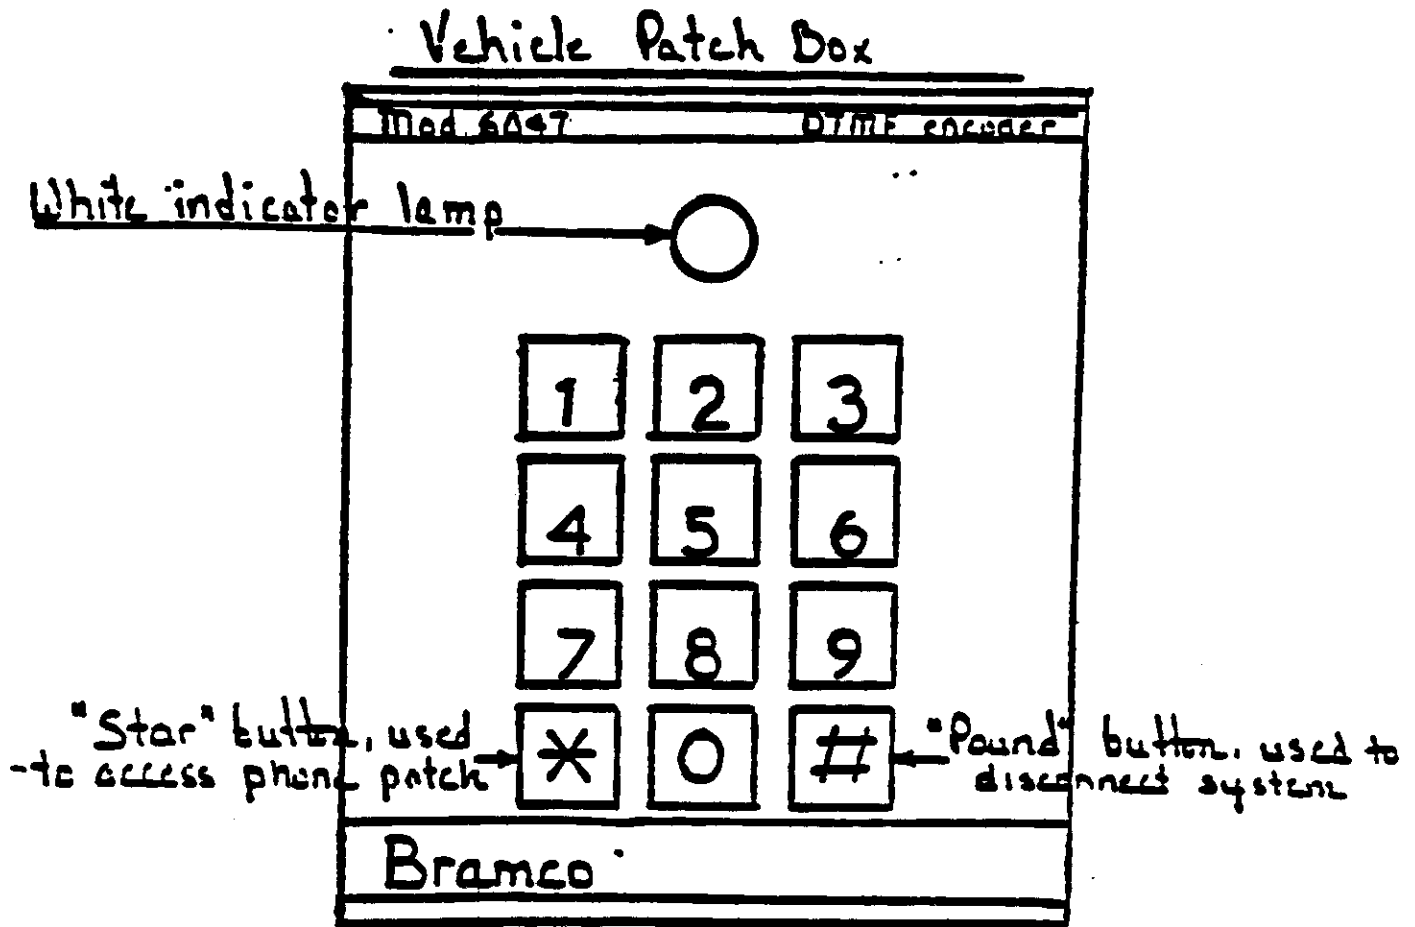 Vehicle Patch Box
Mod 6047 DTMF encoder
White indicator lamp
1 2 3
4 5 6
7 8 9
"Star" button, used
to access phone patch
* 0 #
"Pound" button, used to
disconnect system
Bramco